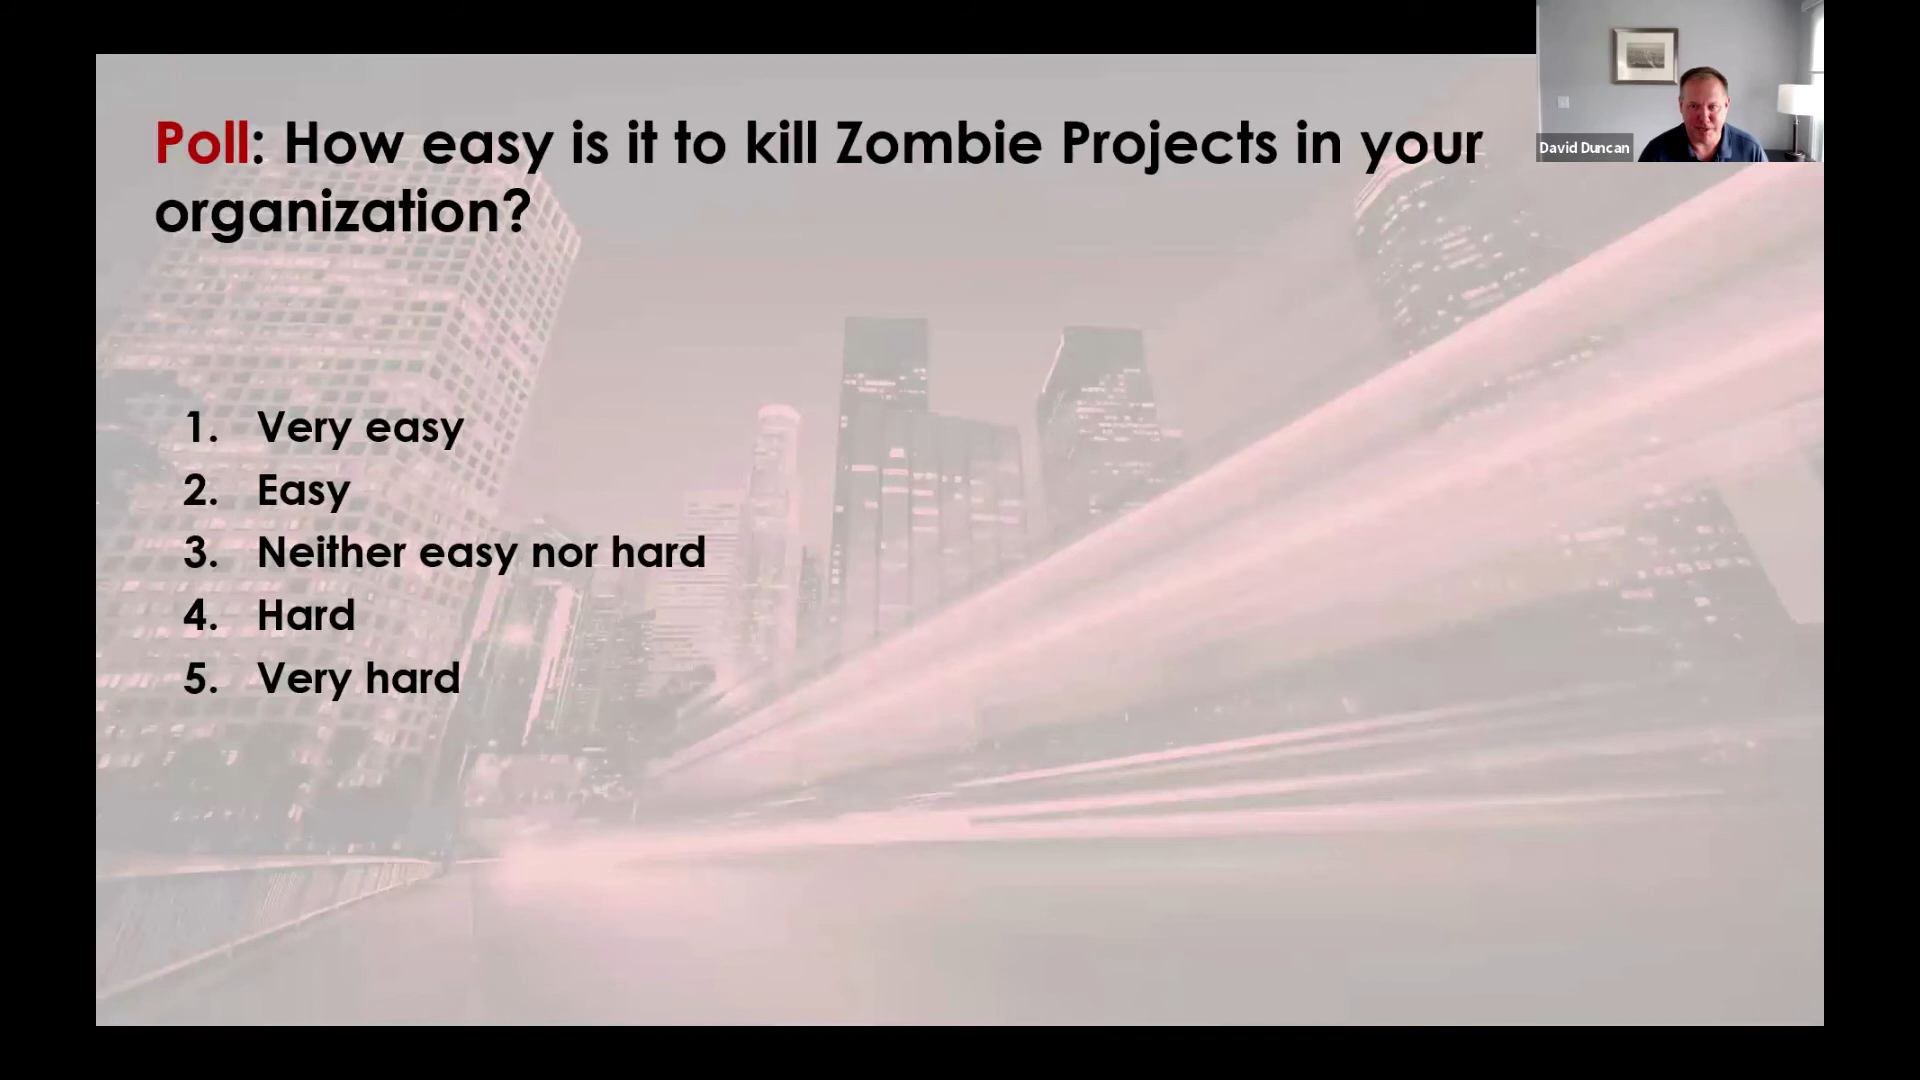 Poll: How easy is it to kill Zombie Projects in your
organization?
David Duncan
1. Very easy
2. Easy
3. Neither easy nor hard
4. Hard
5. Very hard